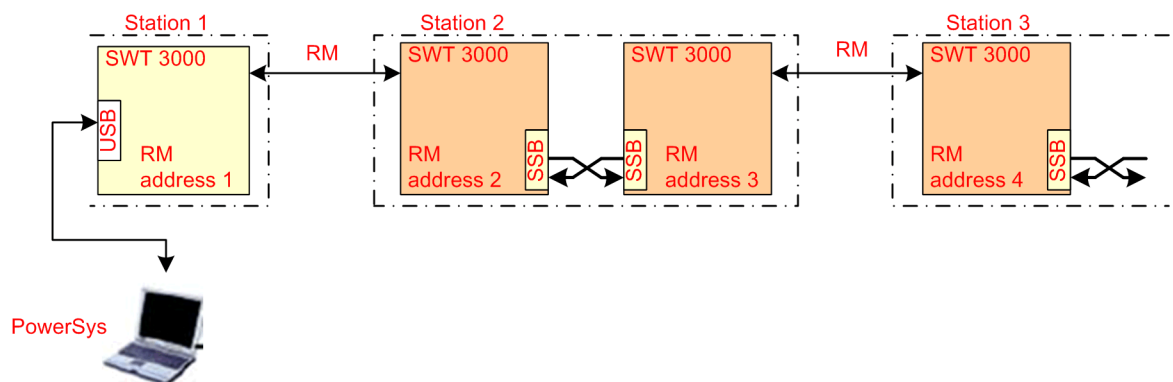 Station 1
Station 2
Station 3
SWT 3000
RM
SWT 3000
SWT 3000
RM
SWT 3000
USB
RM
address 1
RM
address 2
SSB
SSB
RM
address 3
RM
address 4
SSB
PowerSys